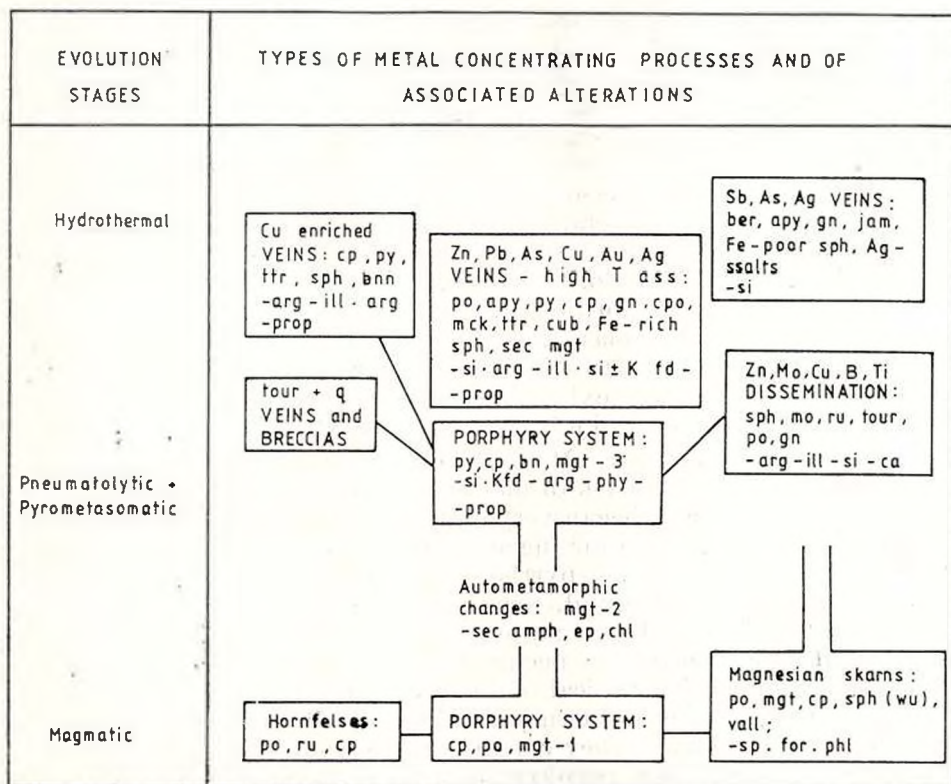 EVOLUTION
STAGES
TYPES OF METAL CONCENTRATING PROCESSES AND OF
ASSOCIATED ALTERATIONS
Hydrothermal
Cu enriched
VEINS: cp, py,
ttr, sph, bnn
-arg-ill·arg
-prop
Zn, Pb, As, Cu, Au, Ag
VEINS - high T ass:
po, apy, py, cp, gn, cpo,
mck, ttr, cub, Fe-rich
sph, sec mgt
-si·arg-ill·si±K fd-
-prop
Sb, As, Ag VEINS:
ber, apy, gn, jam,
Fe-poor sph, Ag-
ssalts
-si
tour + q
VEINS and
BRECCIAS
PORPHYRY SYSTEM:
py, cp, bn, mgt-3
-si·Kfd-arg-phy-
-prop
Zn, Mo, Cu, B, Ti
DISSEMINATION:
sph, mo, ru, tour,
po, gn
-arg-ill-si-ca
Pneumatolytic +
Pyrometasomatic
Autometamorphic
changes: mgt-2
-sec amph, ep, chl
Magmatic
Hornfelses:
po, ru, cp
PORPHYRY SYSTEM:
cp, po, mgt-1
Magnesian skarns:
po, mgt, cp, sph (wu),
vall;
-sp. for. phl